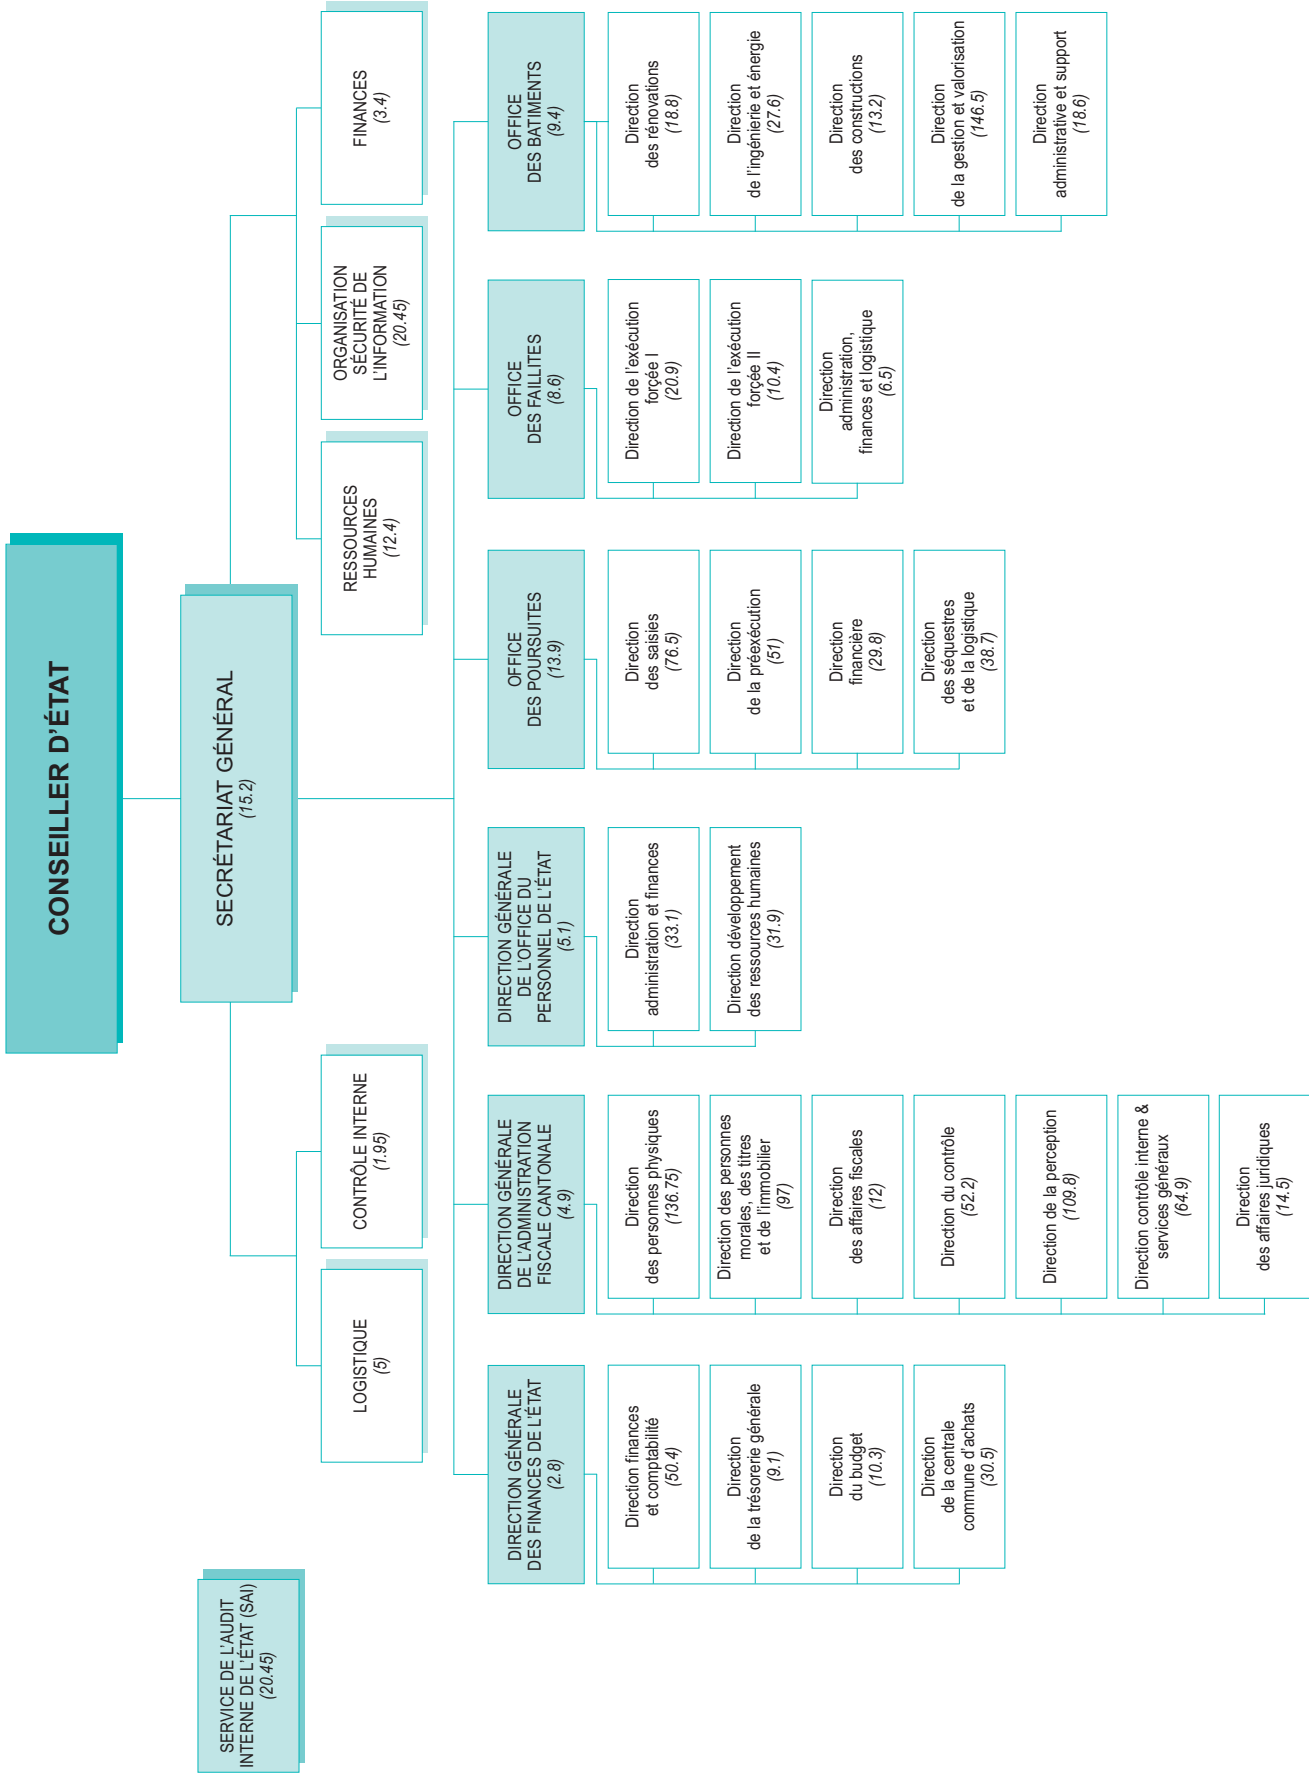 CONSEILLER D'ÉTAT
SERVICE DE L'AUDIT
INTERNE DE L'ÉTAT (SAI)
(20.45)
SECRÉTARIAT GÉNÉRAL
(15.2)
LOGISTIQUE
(5)
CONTRÔLE INTERNE
(1.95)
RESSOURCES
HUMAINES
(12.4)
ORGANISATION
SÉCURITÉ DE
L'INFORMATION
(20.45)
FINANCES
(3.4)
DIRECTION GÉNÉRALE
DES FINANCES DE L'ÉTAT
(2.8)
Direction finances
et comptabilité
(50.4)
Direction
de la trésorerie générale
(9.1)
Direction
du budget
(10.3)
Direction
de la centrale
commune d'achats
(30.5)
DIRECTION GÉNÉRALE
DE L'ADMINISTRATION
FISCALE CANTONALE
(4.9)
Direction
des personnes physiques
(136.75)
Direction des personnes
morales, des titres
et de l'immobilier
(97)
Direction
des affaires fiscales
(12)
Direction du contrôle
(52.2)
Direction de la perception
(109.8)
Direction contrôle interne &
services généraux
(64.9)
Direction
des affaires juridiques
(14.5)
DIRECTION GÉNÉRALE
DE L'OFFICE DU
PERSONNEL DE L'ÉTAT
(5.1)
Direction
administration et finances
(33.1)
Direction développement
des ressources humaines
(31.9)
OFFICE
DES POURSUITES
(13.9)
Direction
des saisies
(76.5)
Direction
de la préexécution
(51)
Direction
financière
(29.8)
Direction
des séquestres
et de la logistique
(38.7)
OFFICE
DES FAILLITES
(8.6)
Direction de l'exécution
forçée I
(20.9)
Direction de l'exécution
forçée II
(10.4)
Direction
administration,
finances et logistique
(6.5)
OFFICE
DES BATIMENTS
(9.4)
Direction
des rénovations
(18.8)
Direction
de l'ingénierie et énergie
(27.6)
Direction
des constructions
(13.2)
Direction
de la gestion et valorisation
(146.5)
Direction
administrative et support
(18.6)